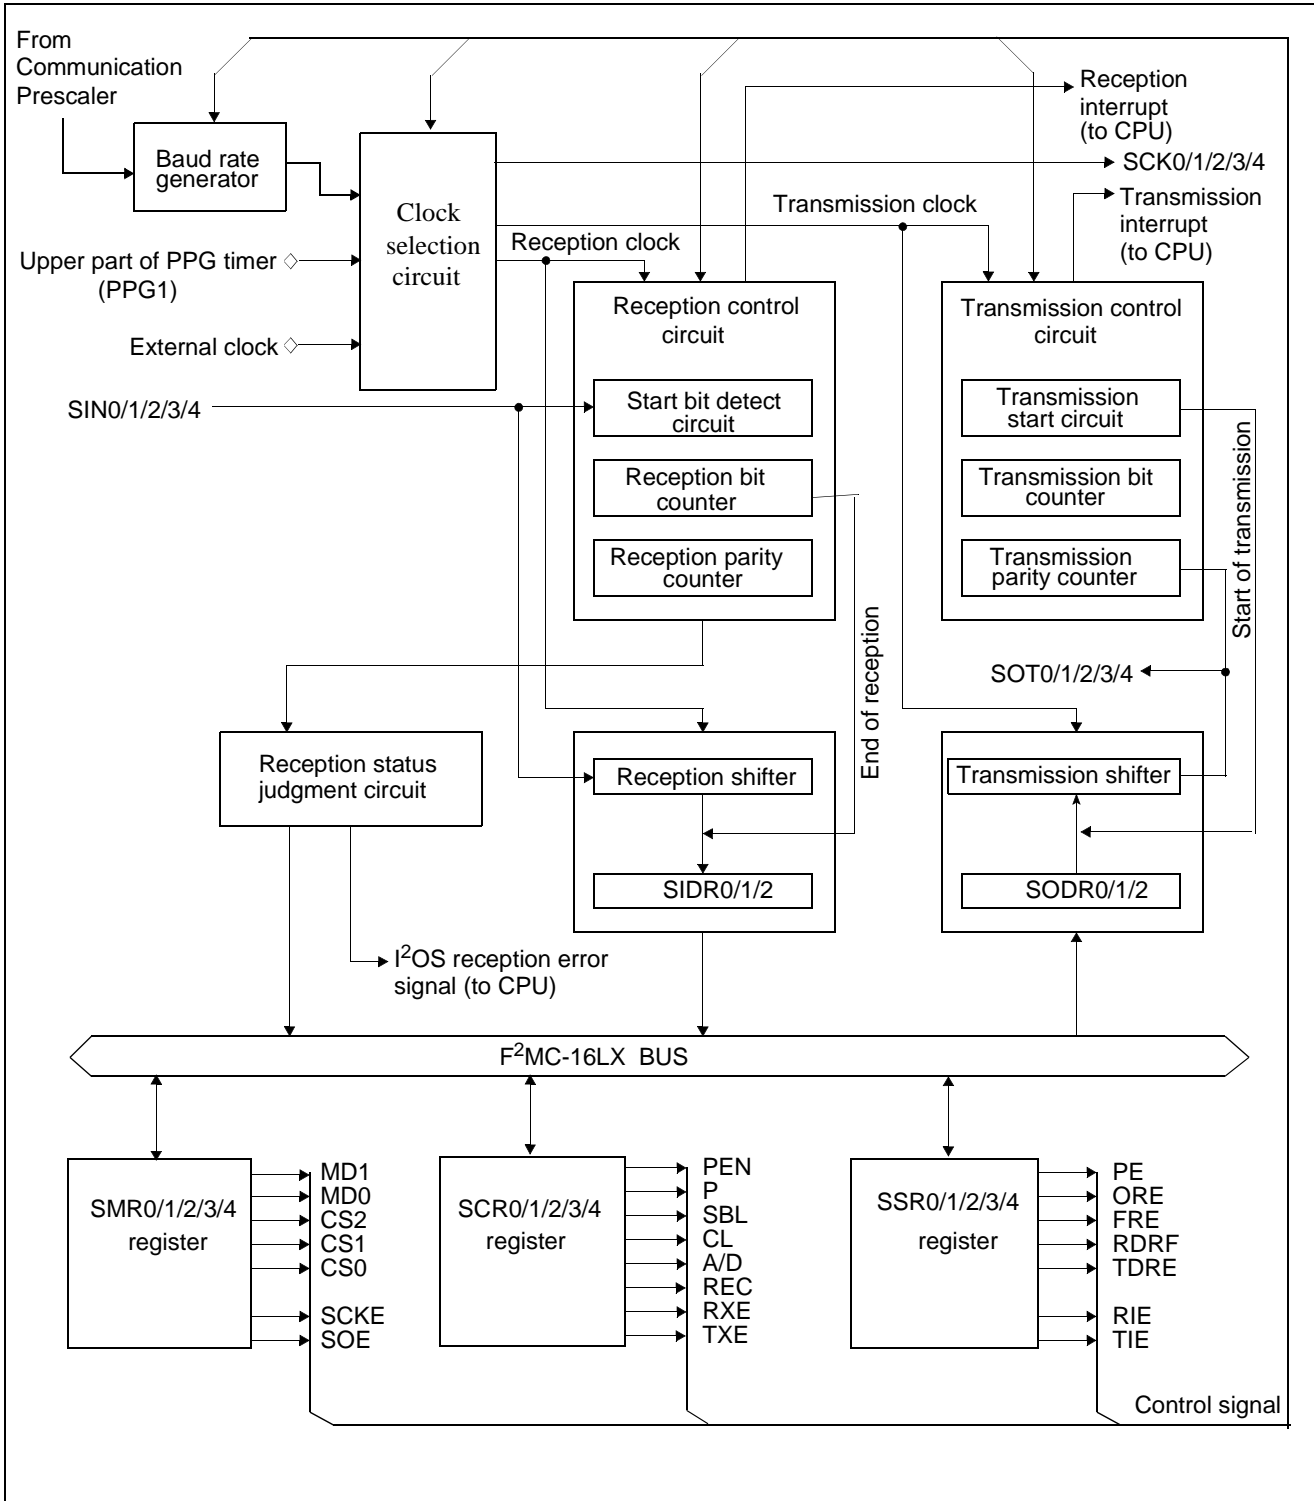 From
Communication
Prescaler
Baud rate
generator
Clock
selection
circuit
Upper part of PPG timer
(PPG1)
External clock
SIN0/1/2/3/4
Reception clock
Transmission clock
Reception
interrupt
(to CPU)
SCK0/1/2/3/4
Transmission
interrupt
(to CPU)
Reception control
circuit
Start bit detect
circuit
Reception bit
counter
Reception parity
counter
Transmission control
circuit
Transmission
start circuit
Transmission bit
counter
Transmission
parity counter
Start of transmission
End of reception
SOT0/1/2/3/4
Reception status
judgment circuit
Reception shifter
SIDR0/1/2
Transmission shifter
SODR0/1/2
I²OS reception error
signal (to CPU)
F²MC-16LX BUS
SMR0/1/2/3/4
register
MD1
MD0
CS2
CS1
CS0
SCKE
SOE
SCR0/1/2/3/4
register
PEN
P
SBL
CL
A/D
REC
RXE
TXE
SSR0/1/2/3/4
register
PE
ORE
FRE
RDRF
TDRE
RIE
TIE
Control signal